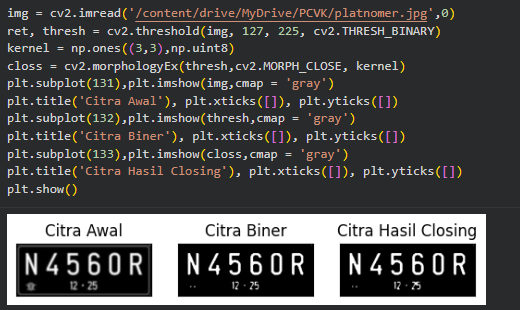 img = cv2.imread('/content/drive/MyDrive/PCVK/platnomer.jpg',0)
ret, thresh = cv2.threshold(img, 127, 225, cv2.THRESH_BINARY)
kernel = np.ones((3,3),np.uint8)
closs = cv2.morphologyEx(thresh,cv2.MORPH_CLOSE, kernel)
plt.subplot(131),plt.imshow(img,cmap = 'gray')
plt.title('Citra Awal'), plt.xticks([]), plt.yticks([])
plt.subplot(132),plt.imshow(thresh,cmap = 'gray')
plt.title('Citra Biner'), plt.xticks([]), plt.yticks([])
plt.subplot(133),plt.imshow(closs,cmap = 'gray')
plt.title('Citra Hasil Closing'), plt.xticks([]), plt.yticks([])
plt.show()
Citra Awal Citra Biner Citra Hasil Closing
N 4560 R N 4560 R N 4560 R
12·25 12·25 12·25